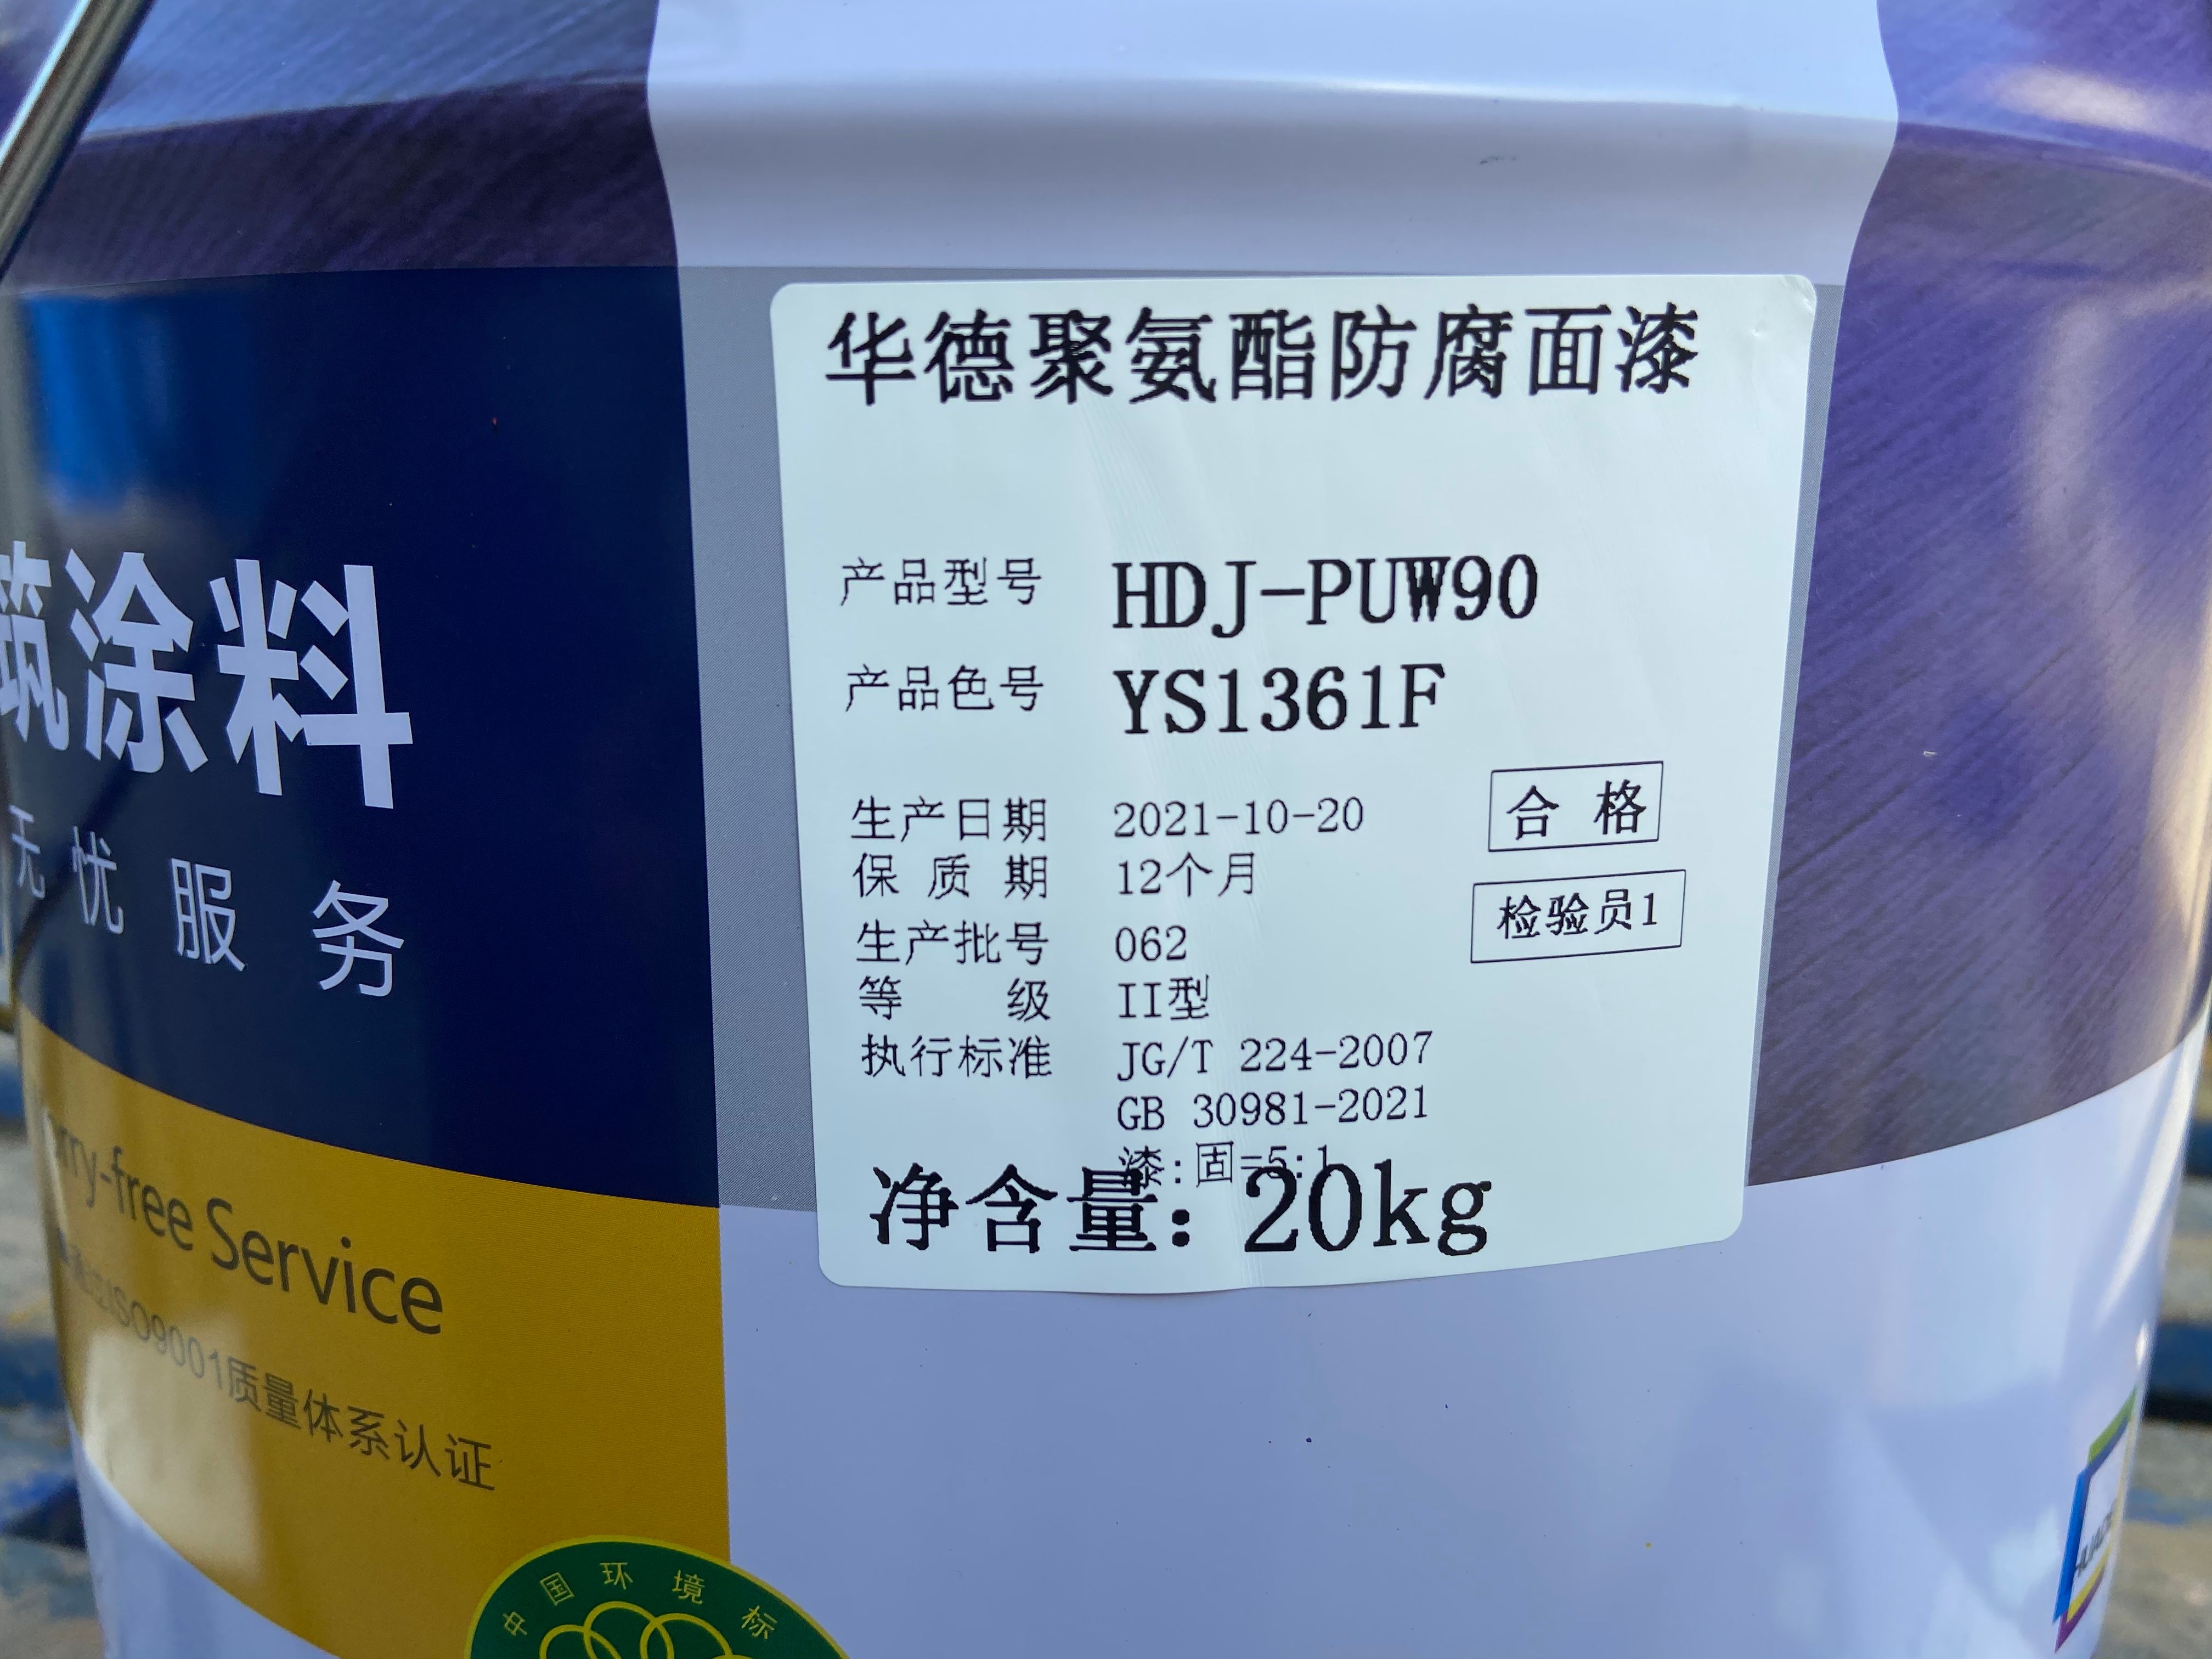 华德聚氨酯防腐面漆
产品型号 HDJ-PUW90
产品色号 YS1361F
生产日期 2021-10-20
合格
保质期 12个月
检验员1
生产批号 062
等级 II型
执行标准 JG/T 224-2007
GB 30981-2021
漆:固=5:1
净含量:20kg
筑涂料
无忧服务
rry-free Service
ISO9001质量体系认证
中国环境标